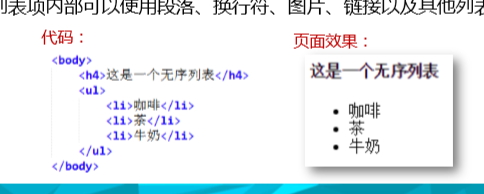 列表项内部可以使用段落、换行符、图片、链接以及其他列表
代码：
<body>
<h4>这是一个无序列表</h4>
<ul>
<li>咖啡</li>
<li>茶</li>
<li>牛奶</li>
</ul>
</body>
页面效果：
这是一个无序列表
• 咖啡
• 茶
• 牛奶